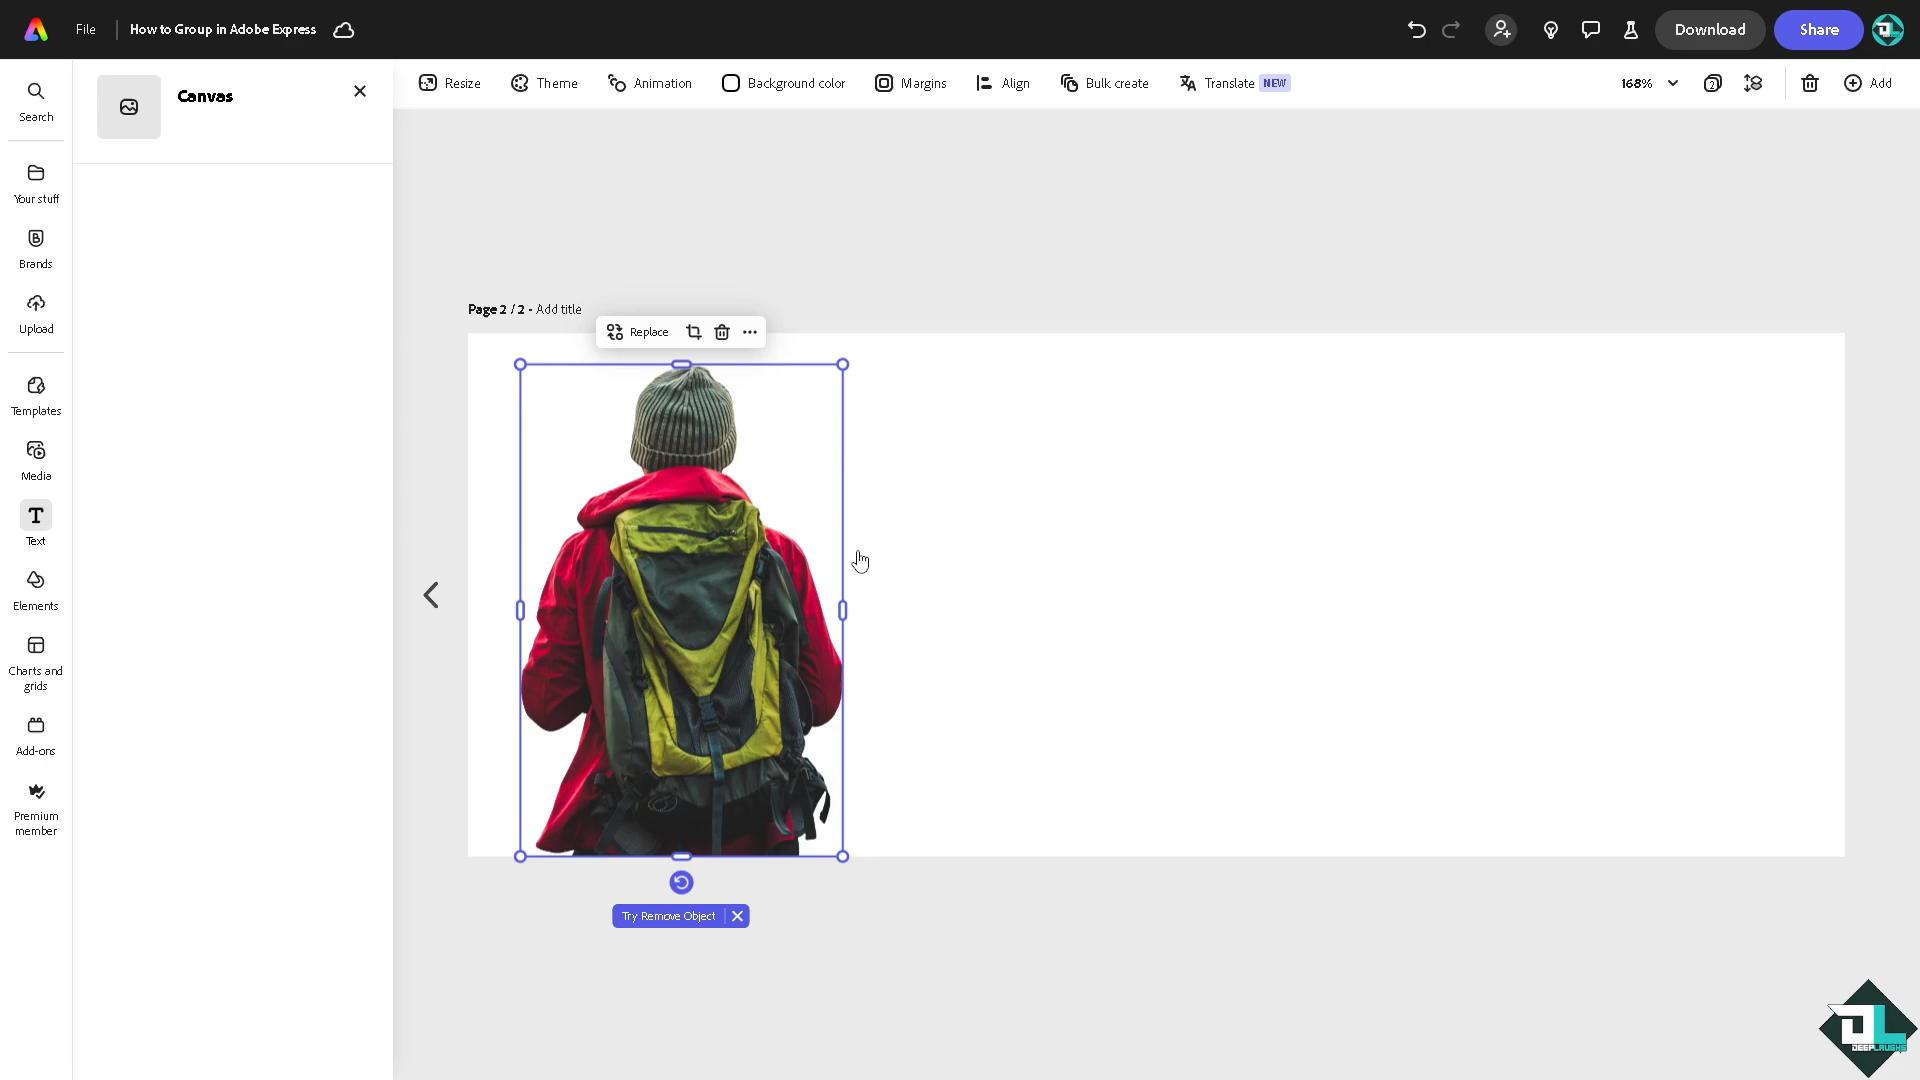 File
How to Group in Adobe Express
Download
Share
Search
Canvas
Resize
Theme
Animation
Background color
Margins
Align
Bulk create
Translate NEW
168%
2
Add
Your stuff
Brands
Upload
Templates
Media
Text
Elements
Charts and
grids
Add-ons
Premium
member
Page 2 / 2 - Add title
Replace
Try Remove Object
DEEPLAUGHS